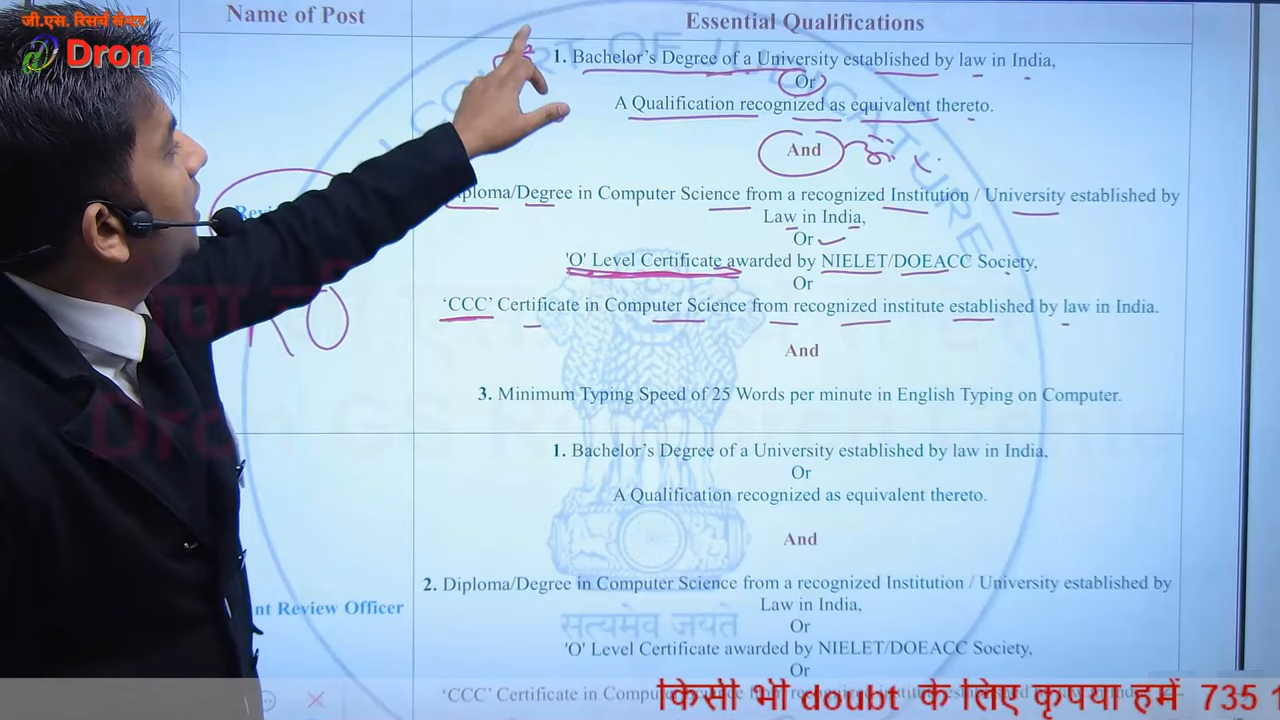 जी.एस. रिसर्च सेन्टर
@ Dron
Name of Post
Essential Qualifications
1. Bachelor's Degree of a University established by law in India,
Or
A Qualification recognized as equivalent thereto.
And
Diploma/Degree in Computer Science from a recognized Institution / University established by
Law in India,
Or
'O' Level Certificate awarded by NIELET/DOEACC Society,
Or
'CCC' Certificate in Computer Science from recognized institute established by law in India.
And
3. Minimum Typing Speed of 25 Words per minute in English Typing on Computer.
RO
nt Review Officer
1. Bachelor's Degree of a University established by law in India,
Or
A Qualification recognized as equivalent thereto.
And
2. Diploma/Degree in Computer Science from a recognized Institution / University established by
Law in India,
Or
'O' Level Certificate awarded by NIELET/DOEACC Society,
Or
'CCC' Certificate in
सत्यमेव जयते
किसी भी doubt के लिए कृपया हमें 735 1